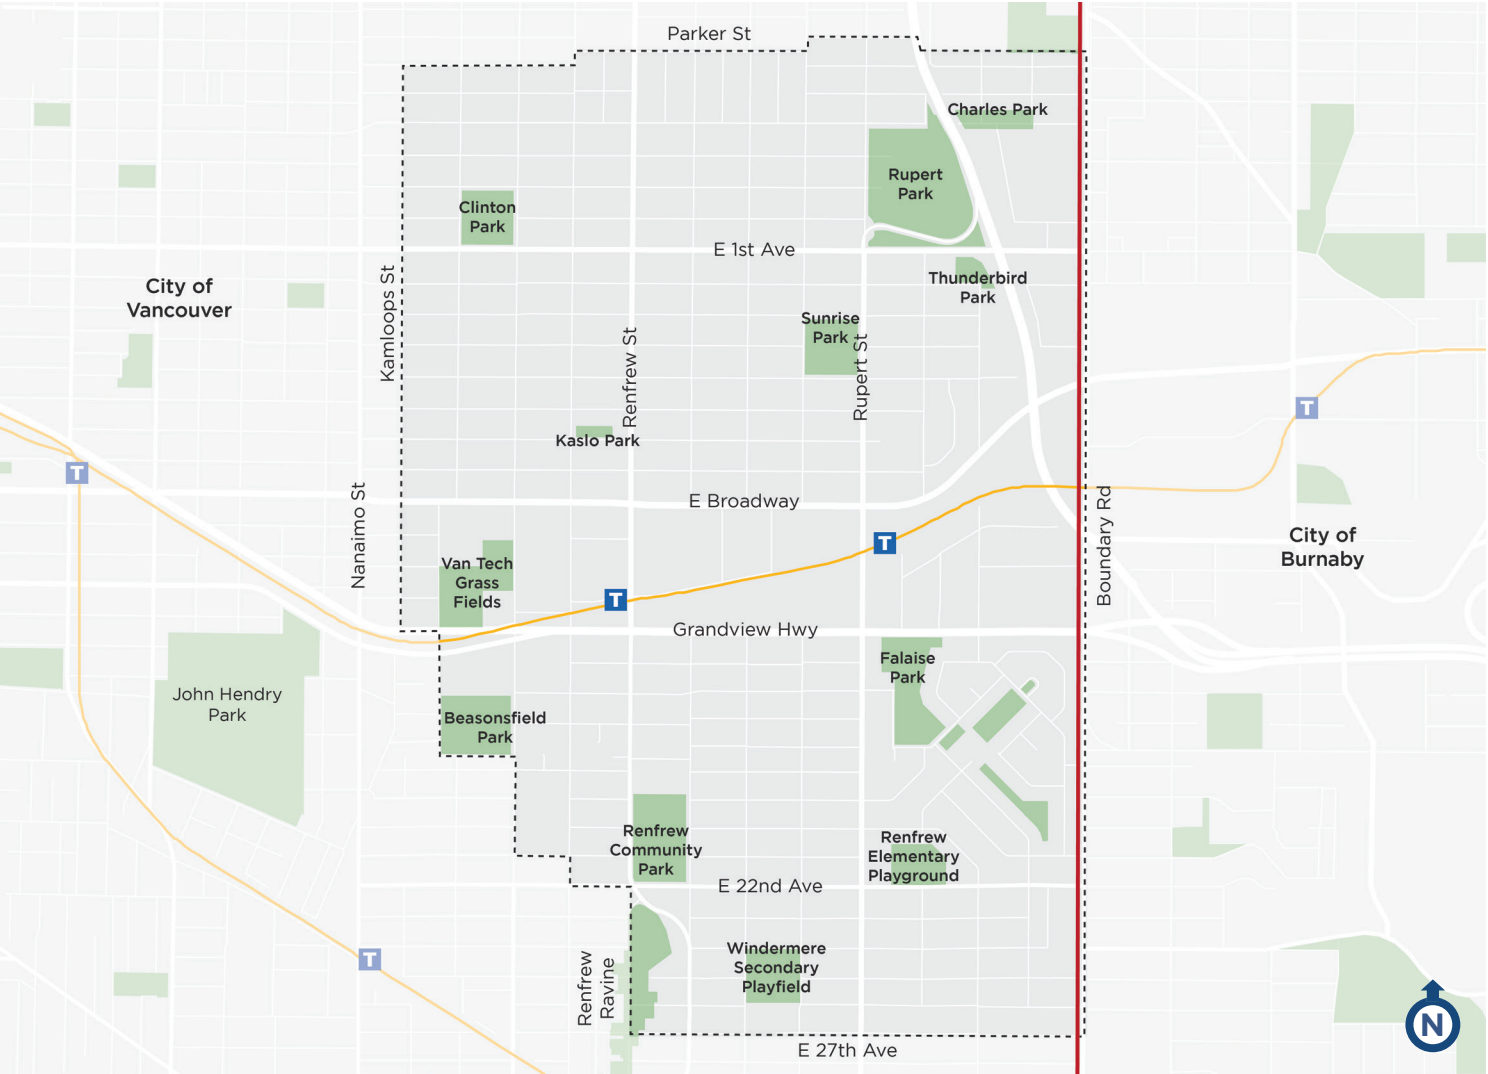 Parker St
Charles Park
Rupert
Park
Clinton
Park
E 1st Ave
Kamloops St
City of
Vancouver
Thunderbird
Park
Sunrise
Park
Renfrew St
Rupert St
Kaslo Park
T
T
Nanaimo St
E Broadway
Boundary Rd
City of
Burnaby
T
Van Tech
Grass
Fields
T
Grandview Hwy
Falaise
Park
John Hendry
Park
Beasonsfield
Park
Renfrew
Community
Park
Renfrew
Elementary
Playground
E 22nd Ave
T
Renfrew
Ravine
Windermere
Secondary
Playfield
N
E 27th Ave